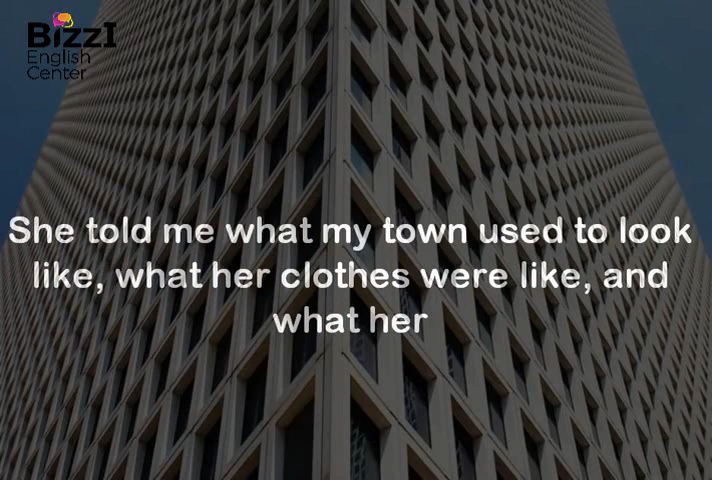 BizzI
English
Center
She told me what my town used to look
like, what her clothes were like, and
what her